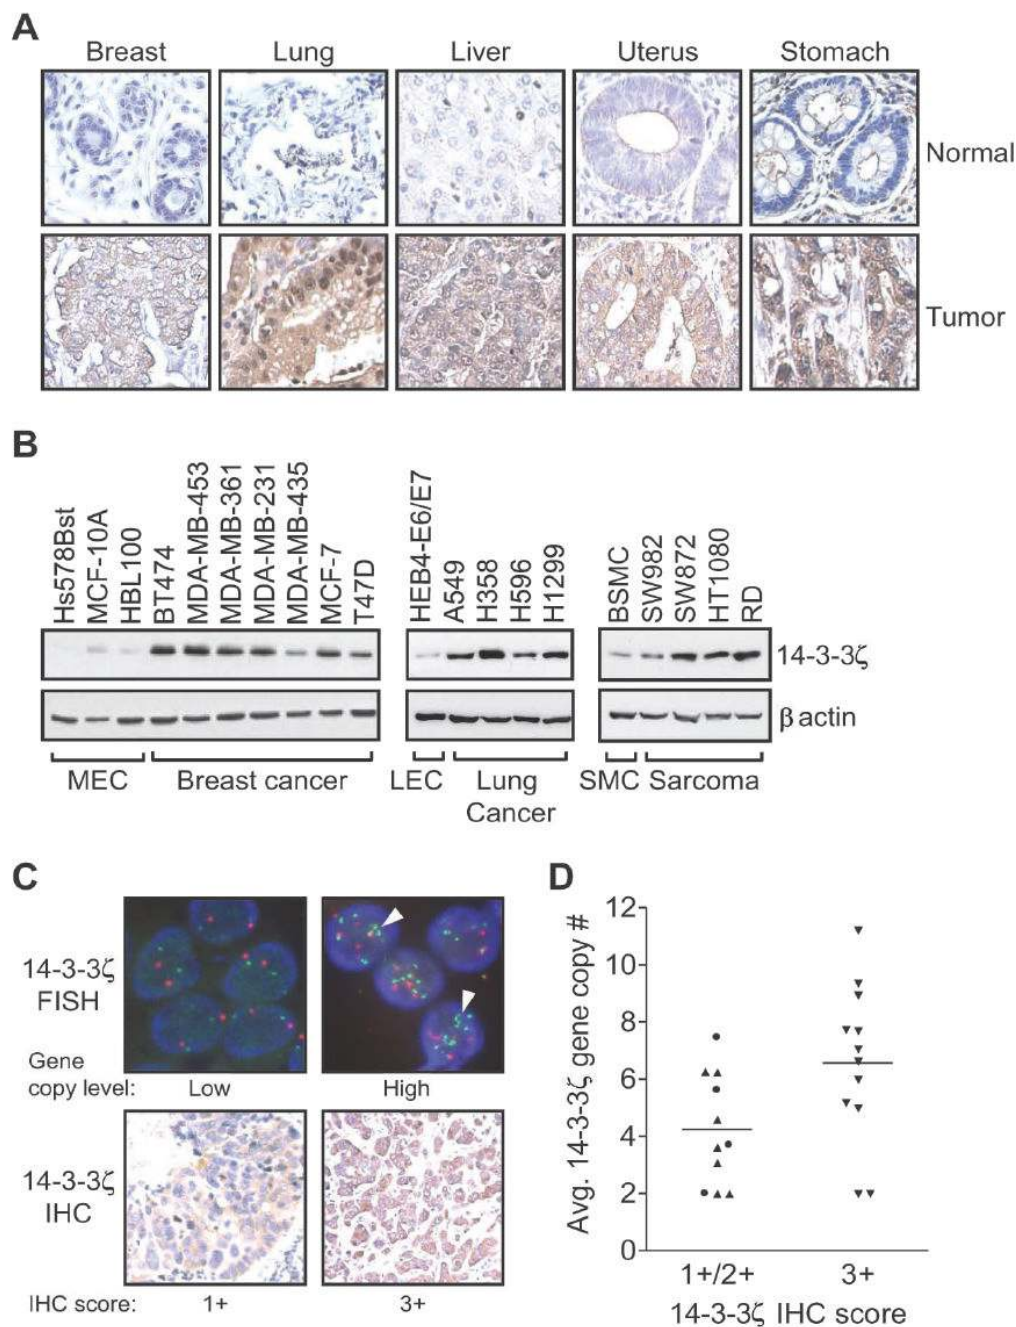 A
Breast Lung Liver Uterus Stomach
Normal
Tumor
B
Hs578Bst MCF-10A HBL100 BT474 MDA-MB-453 MDA-MB-361 MDA-MB-231 MDA-MB-435 MCF-7 T47D HEB4-E6/E7 A549 H358 H596 H1299 BSMC SW982 SW872 HT1080 RD
14-3-3ζ
β actin
MEC Breast cancer LEC Lung Cancer SMC Sarcoma
C
14-3-3ζ
FISH
Gene
copy level: Low High
14-3-3ζ
IHC
IHC score: 1+ 3+
D
Avg. 14-3-3ζ gene copy #
12
10
8
6
4
2
0
1+/2+ 3+
14-3-3ζ IHC score